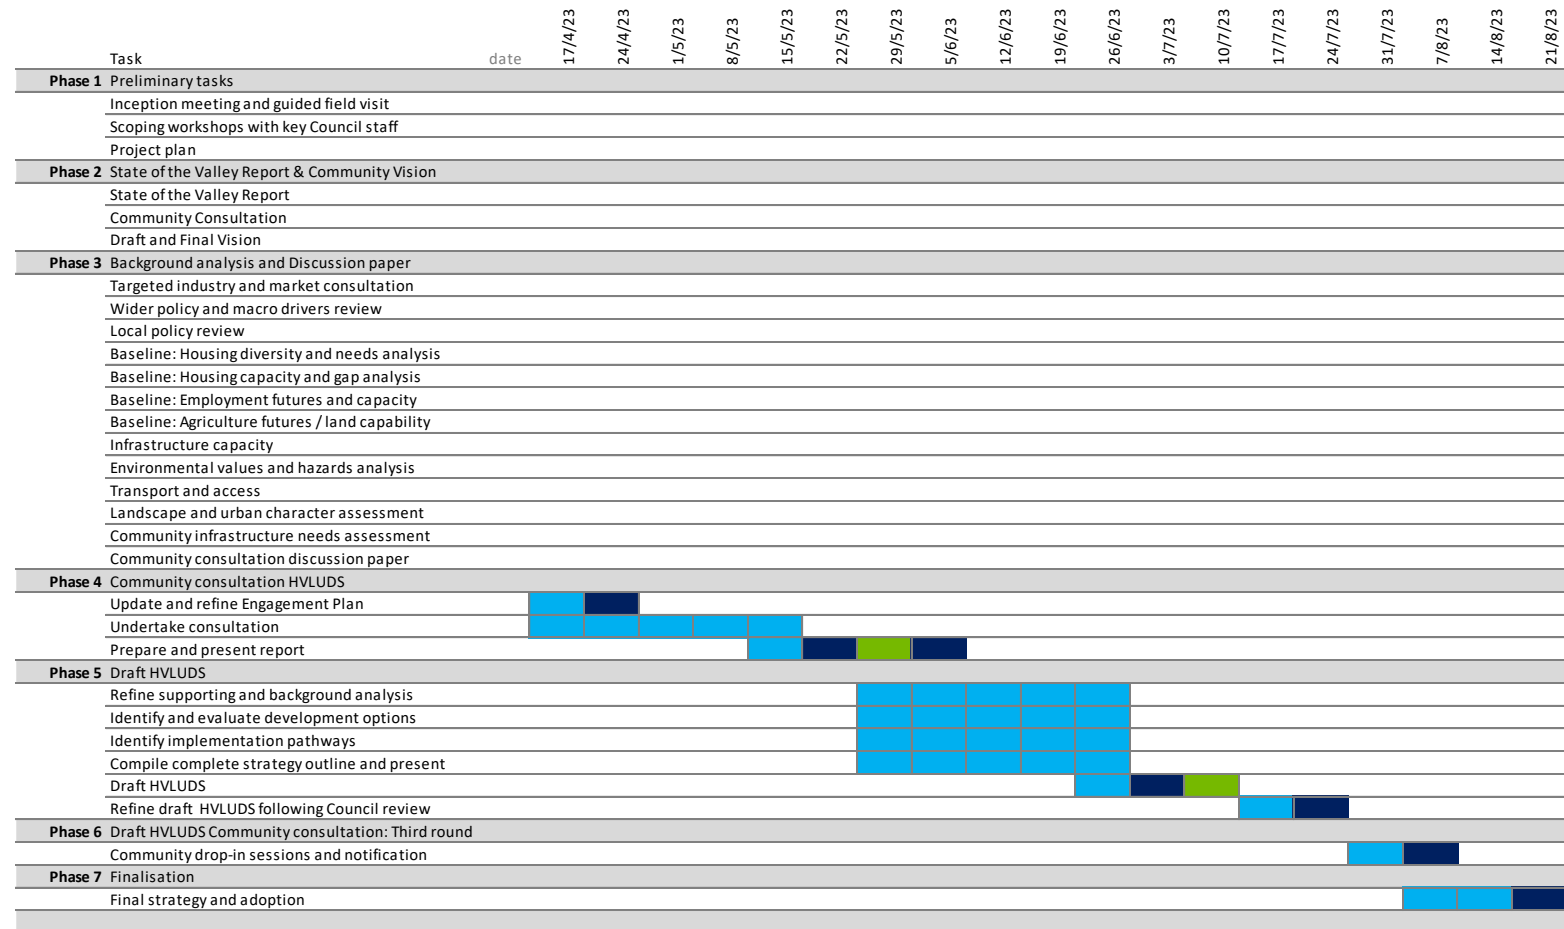 Task date 17/4/23 24/4/23 1/5/23 8/5/23 15/5/23 22/5/23 29/5/23 5/6/23 12/6/23 19/6/23 26/6/23 3/7/23 10/7/23 17/7/23 24/7/23 31/7/23 7/8/23 14/8/23 21/8/23
Phase 1 Preliminary tasks
Inception meeting and guided field visit
Scoping workshops with key Council staff
Project plan
Phase 2 State of the Valley Report & Community Vision
State of the Valley Report
Community Consultation
Draft and Final Vision
Phase 3 Background analysis and Discussion paper
Targeted industry and market consultation
Wider policy and macro drivers review
Local policy review
Baseline: Housing diversity and needs analysis
Baseline: Housing capacity and gap analysis
Baseline: Employment futures and capacity
Baseline: Agriculture futures / land capability
Infrastructure capacity
Environmental values and hazards analysis
Transport and access
Landscape and urban character assessment
Community infrastructure needs assessment
Community consultation discussion paper
Phase 4 Community consultation HVLUDS
Update and refine Engagement Plan
Undertake consultation
Prepare and present report
Phase 5 Draft HVLUDS
Refine supporting and background analysis
Identify and evaluate development options
Identify implementation pathways
Compile complete strategy outline and present
Draft HVLUDS
Refine draft HVLUDS following Council review
Phase 6 Draft HVLUDS Community consultation: Third round
Community drop-in sessions and notification
Phase 7 Finalisation
Final strategy and adoption